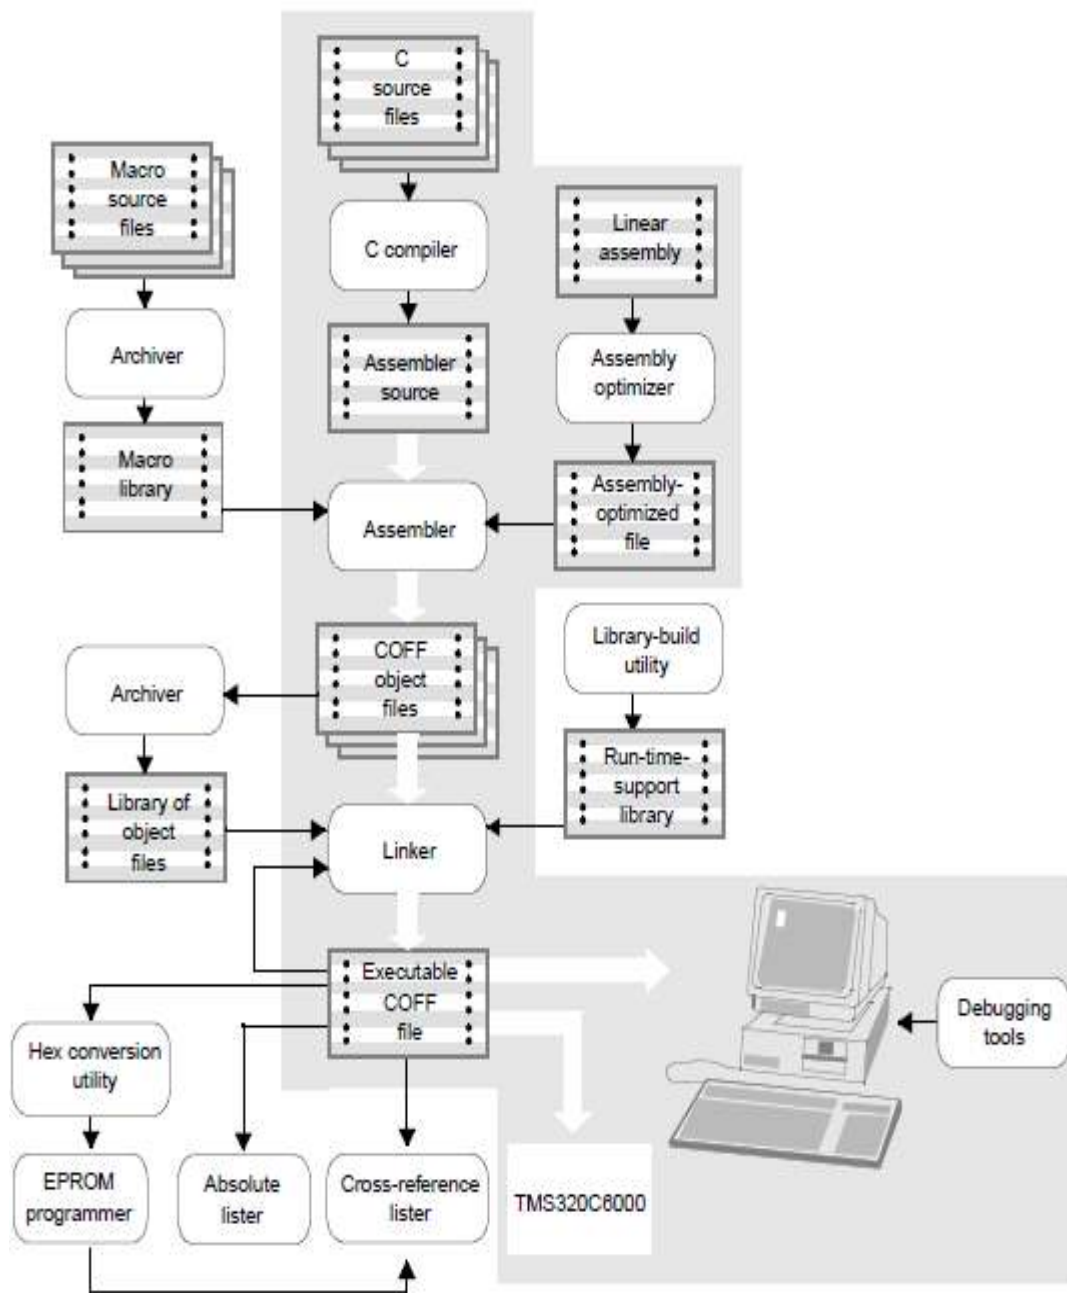 C
source
files
Macro
source
files
C compiler
Linear
assembly
Archiver
Assembler
source
Assembly
optimizer
Macro
library
Assembler
Assembly-
optimized
file
Archiver
COFF
object
files
Library-build
utility
Library of
object
files
Linker
Run-time-
support
library
Executable
COFF
file
Debugging
tools
Hex conversion
utility
EPROM
programmer
Absolute
lister
Cross-reference
lister
TMS320C6000